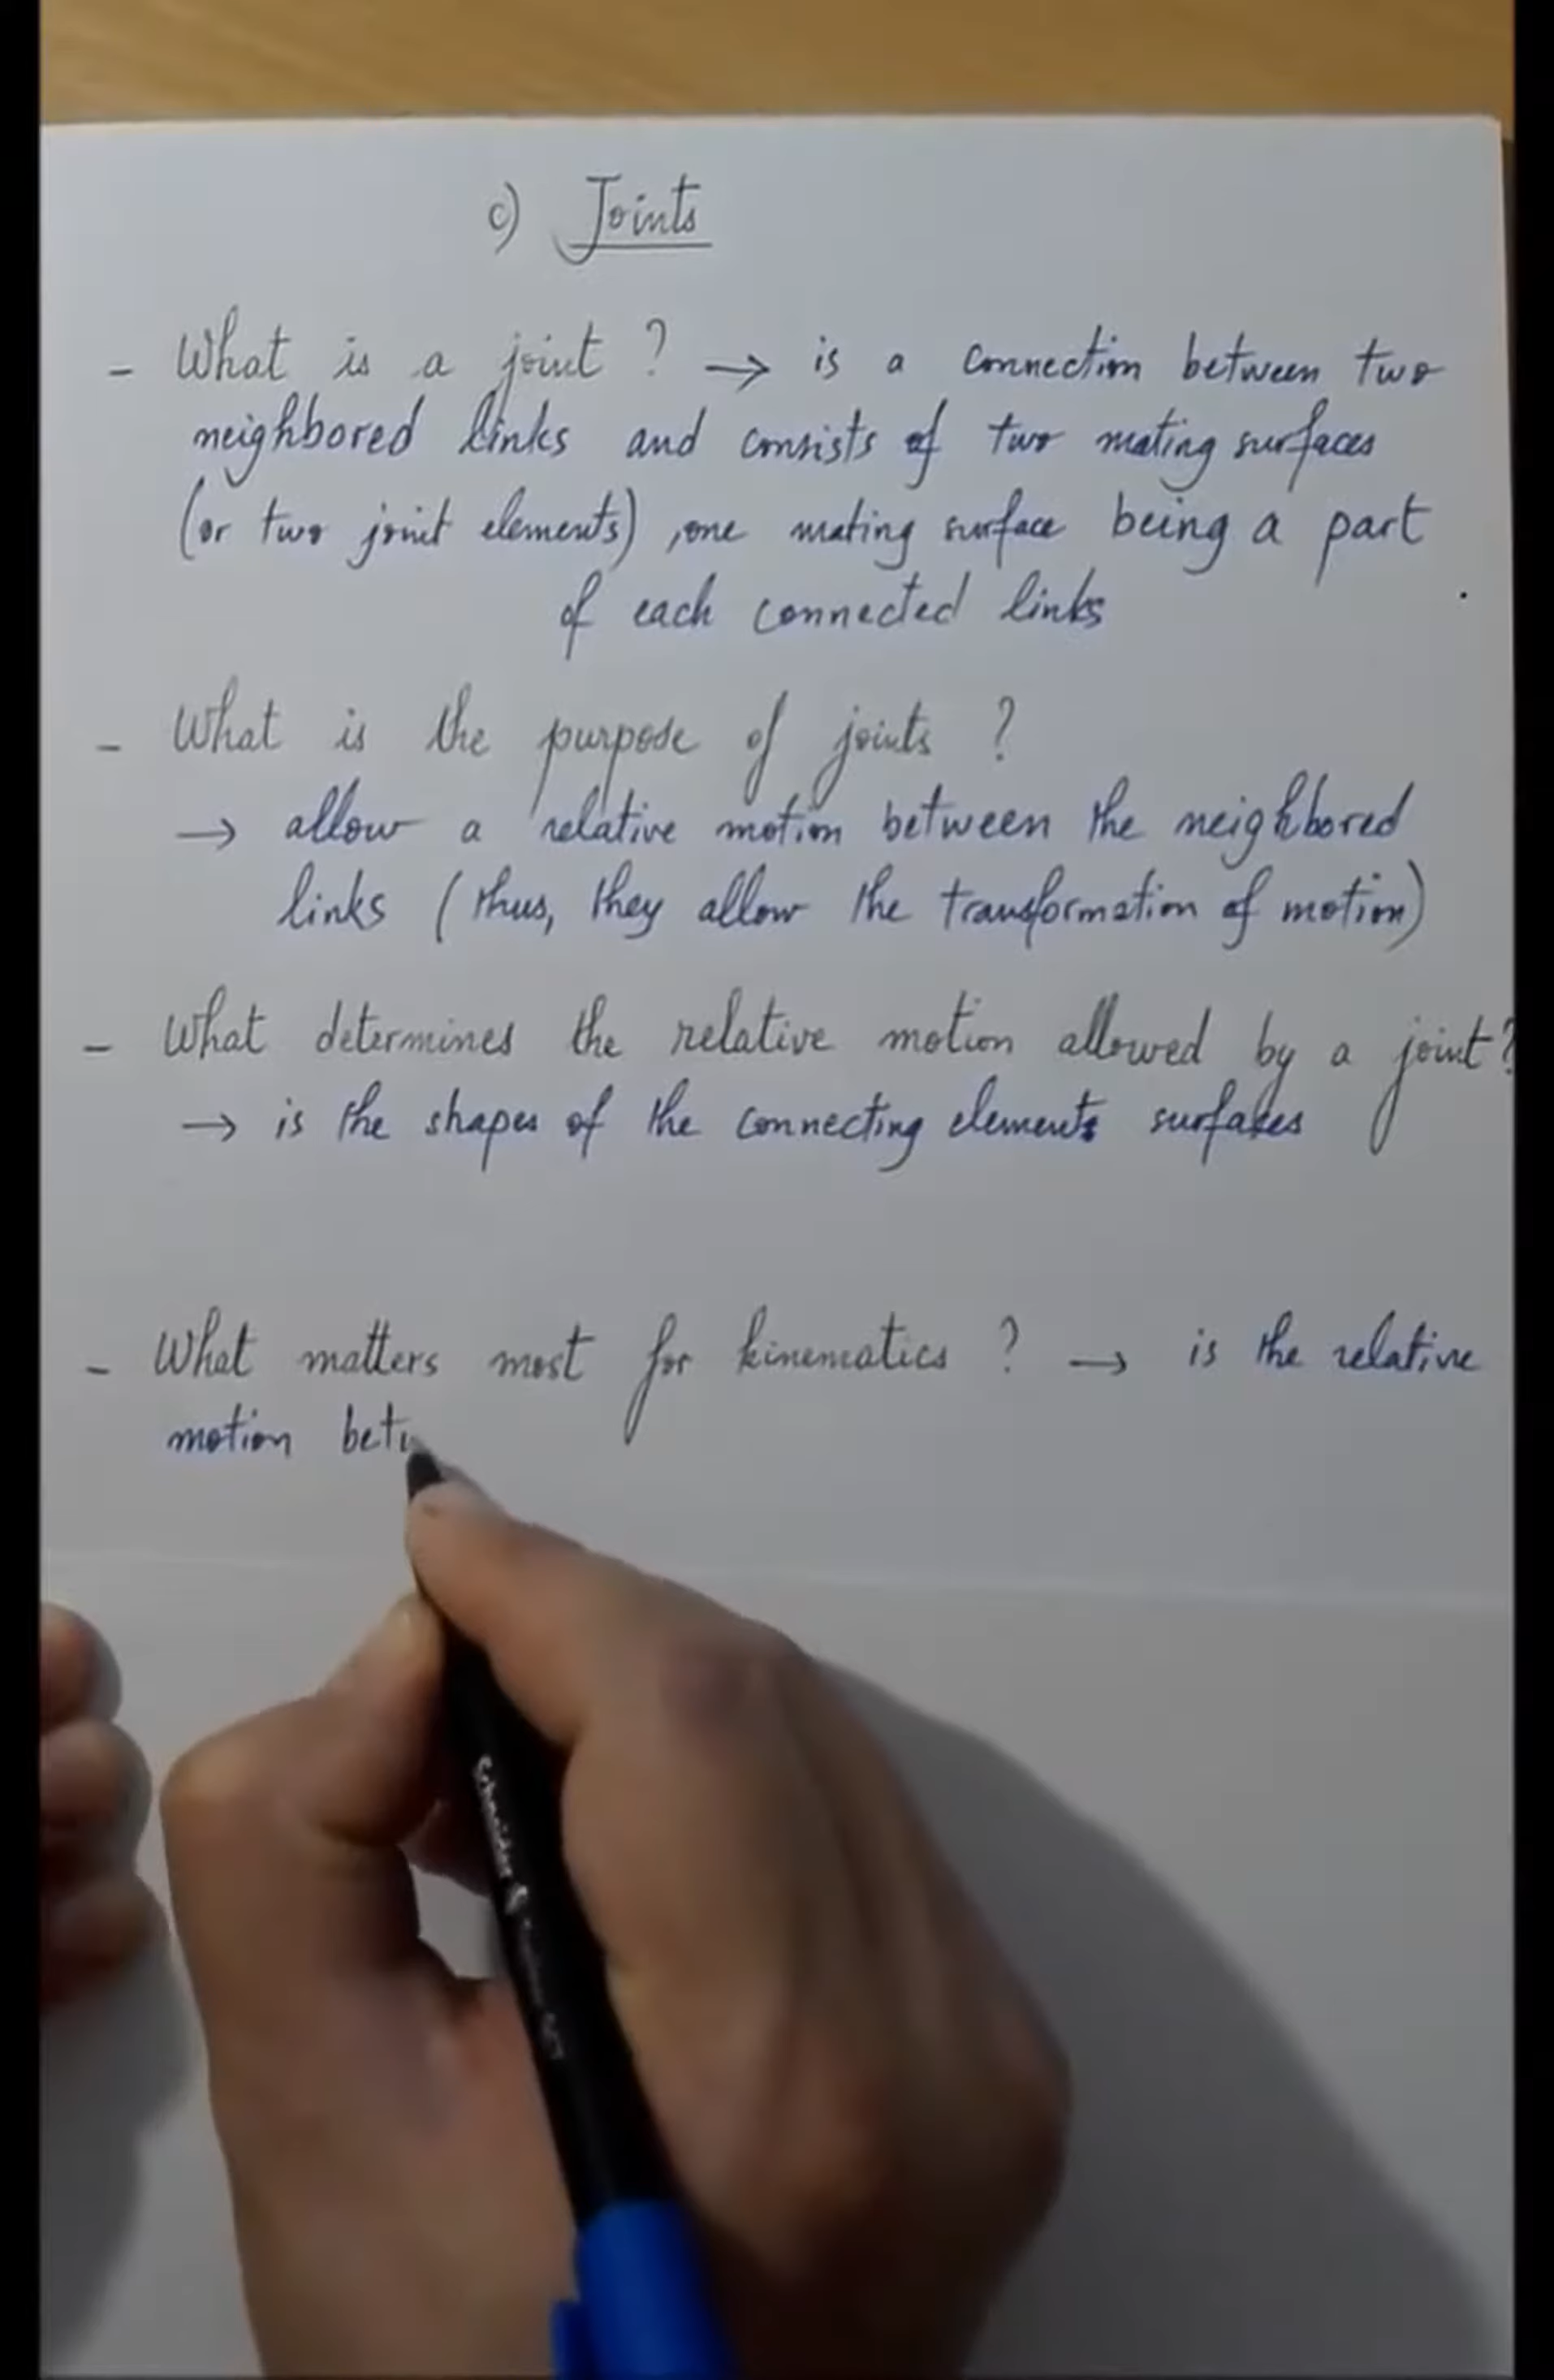 c) Joints
- What is a joint ? → is a connection between two
neighbored links and consists of two mating surfaces
(or two joint elements) , one mating surface being a part
of each connected links
- What is the purpose of joints ?
→ allow a relative motion between the neighbored
links ( thus, they allow the transformation of motion)
- What determines the relative motion allowed by a joint?
→ is the shapes of the connecting elements surfaces
- What matters most for kinematics ? → is the relative
motion betw
Schneider